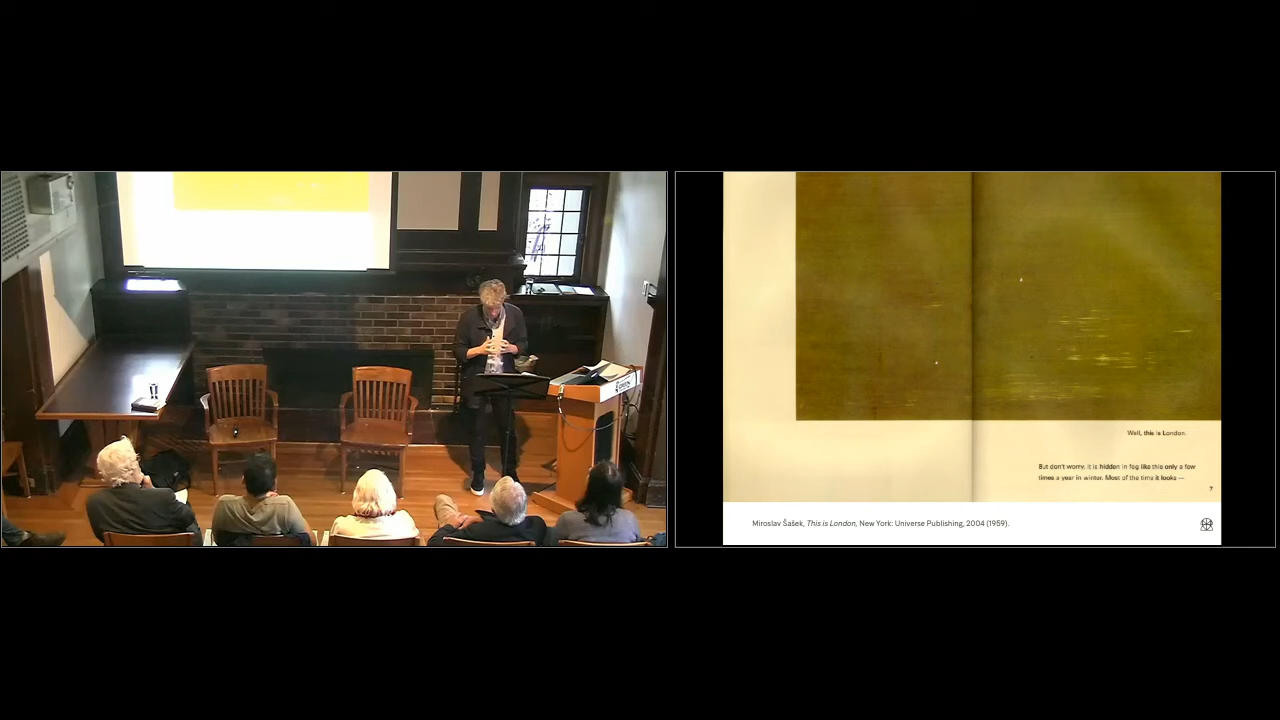 Well, this is London.
But don't worry, it is hidden in fog like this only a few
times a year in winter. Most of the time it looks —
7
Miroslav Šašek, This is London, New York: Universe Publishing, 2004 (1959).